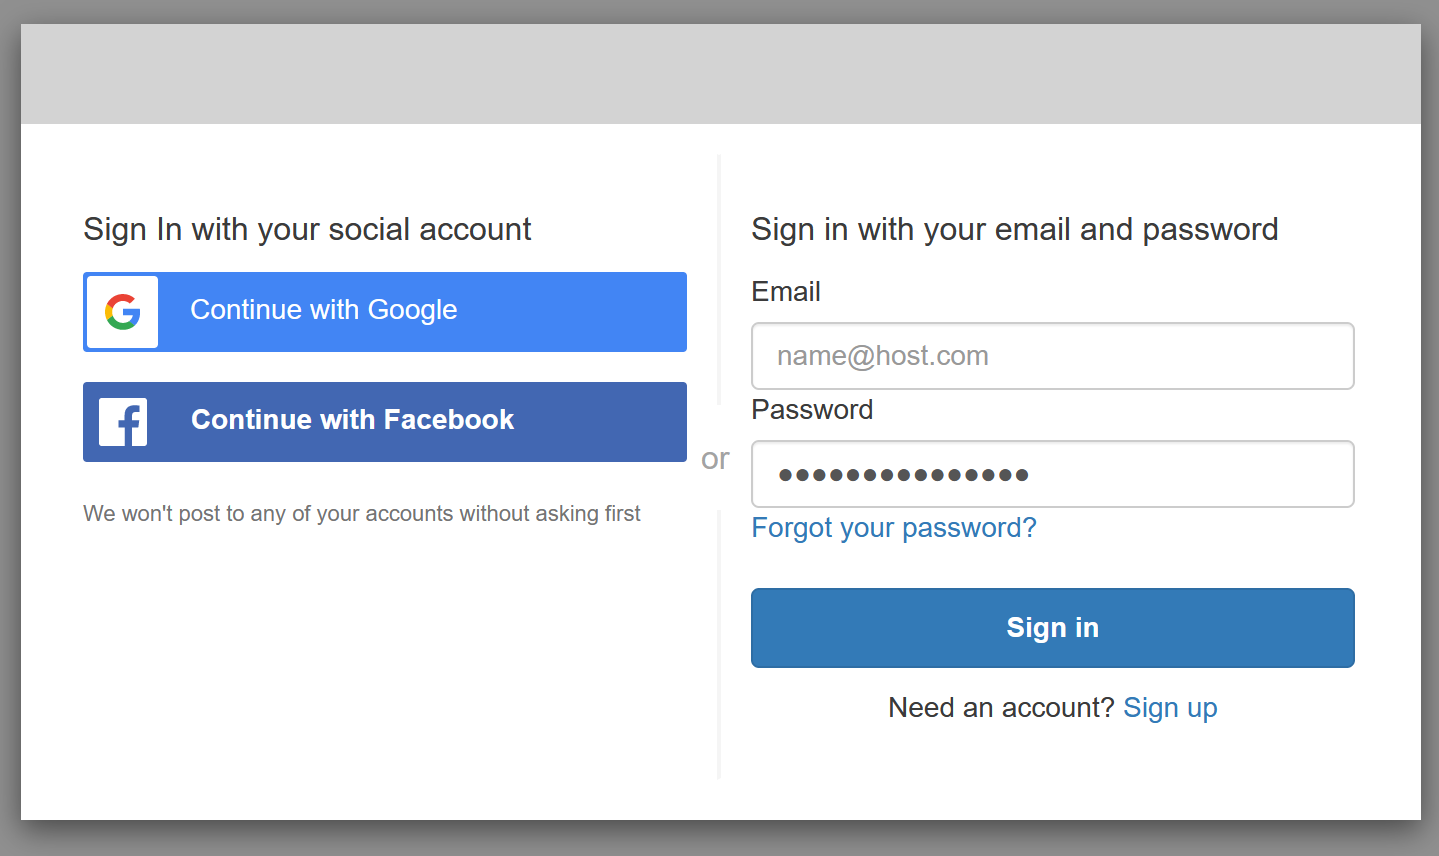 Sign In with your social account
Continue with Google
Continue with Facebook
We won't post to any of your accounts without asking first
or
Sign in with your email and password
Email
name@host.com
Password
●●●●●●●●●●●●●●●
Forgot your password?
Sign in
Need an account? Sign up